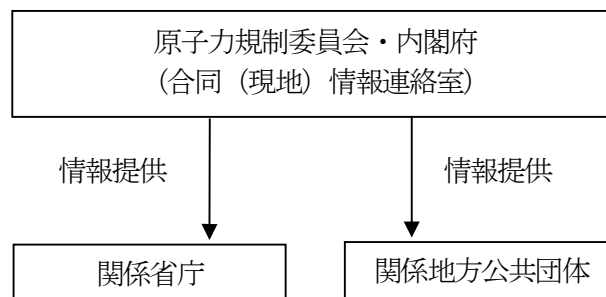 原子力規制委員会・内閣府
（合同（現地）情報連絡室）
情報提供
情報提供
関係省庁
関係地方公共団体